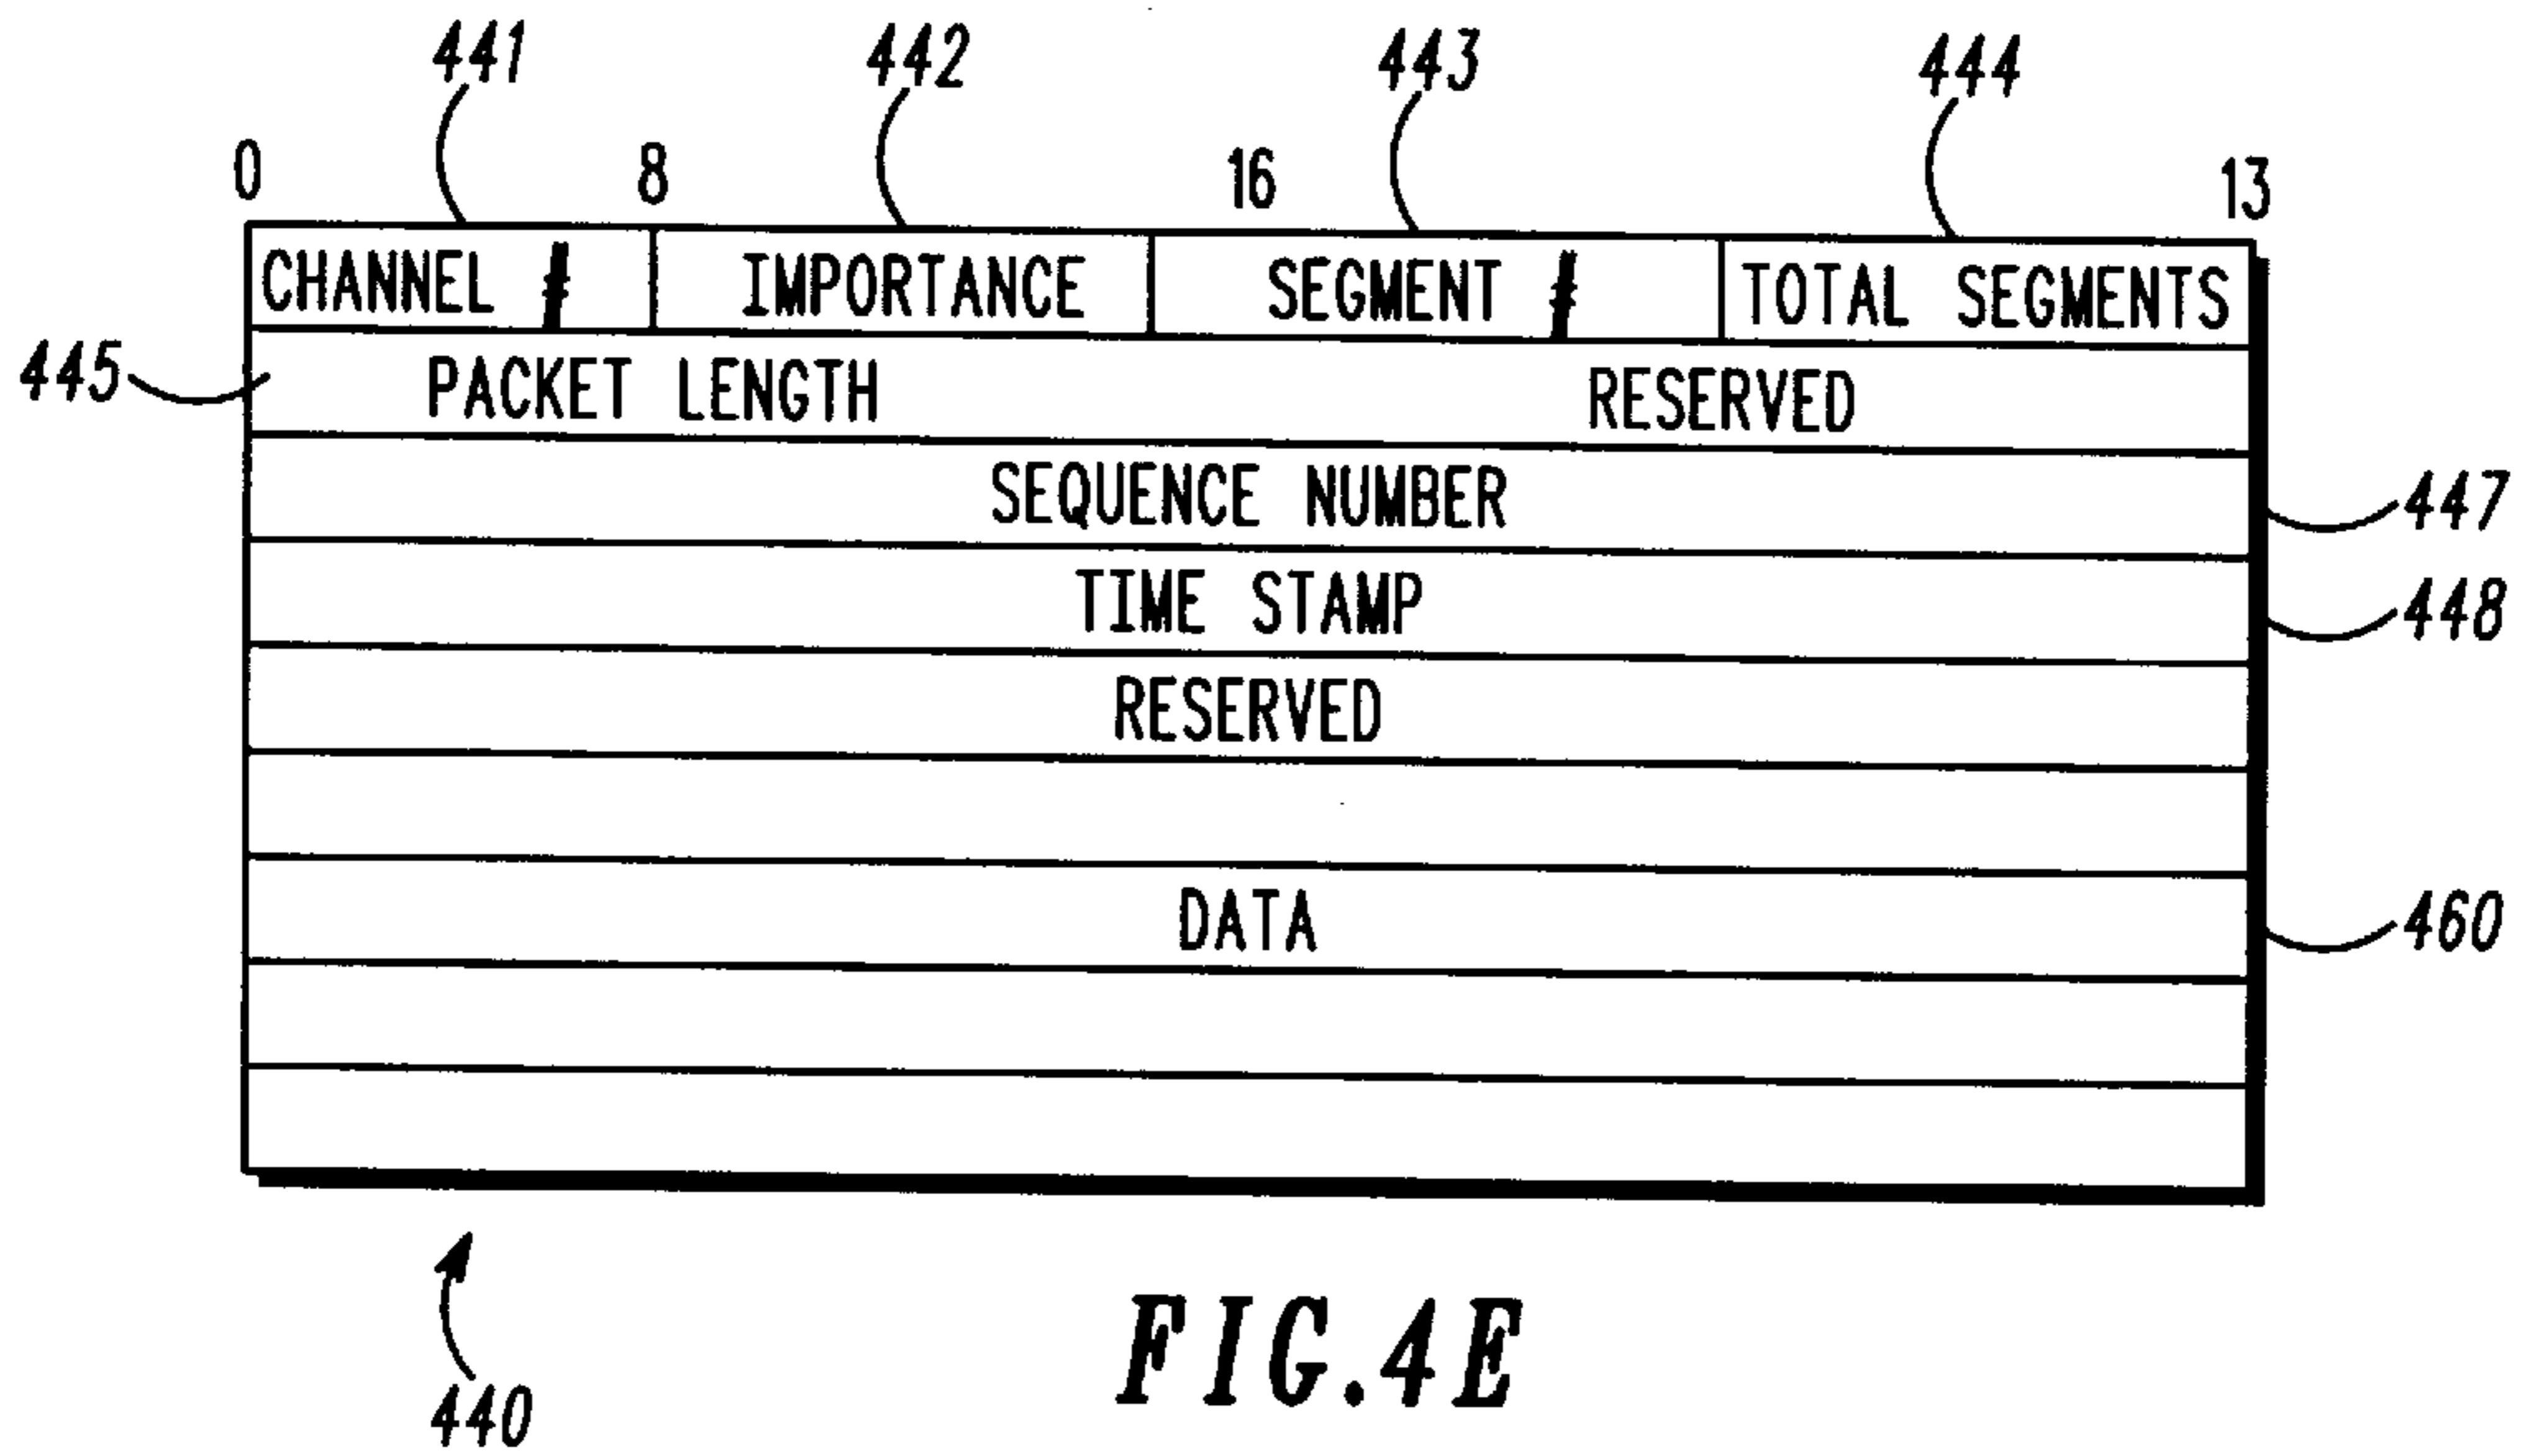 441 442 443 444
0 8 16 13
CHANNEL # IMPORTANCE SEGMENT # TOTAL SEGMENTS
445 PACKET LENGTH RESERVED
SEQUENCE NUMBER 447
TIME STAMP 448
RESERVED
DATA 460
440
FIG.4E